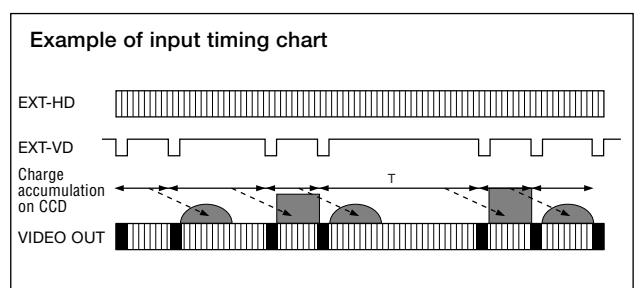 Example of input timing chart
EXT-HD
EXT-VD
Charge
accumulation
on CCD
T
VIDEO OUT